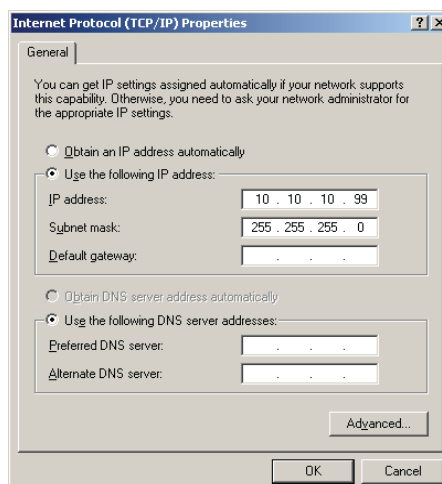 Internet Protocol (TCP/IP) Properties
General
You can get IP settings assigned automatically if your network supports
this capability. Otherwise, you need to ask your network administrator for
the appropriate IP settings.
Obtain an IP address automatically
Use the following IP address:
IP address: 10 . 10 . 10 . 99
Subnet mask: 255 . 255 . 255 . 0
Default gateway: . . .
Obtain DNS server address automatically
Use the following DNS server addresses:
Preferred DNS server: . . .
Alternate DNS server: . . .
Advanced...
OK Cancel